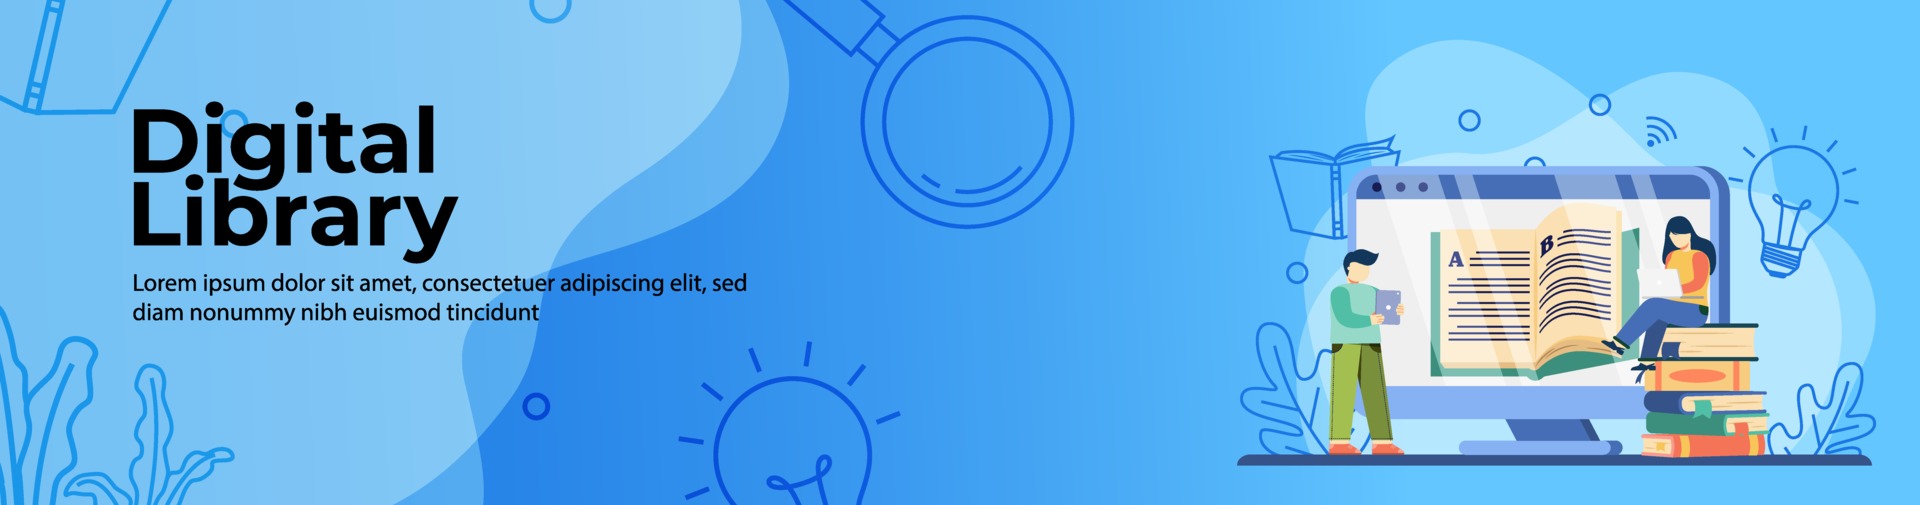 Digital
Library
Lorem ipsum dolor sit amet, consectetuer adipiscing elit, sed
diam nonummy nibh euismod tincidunt
A
B